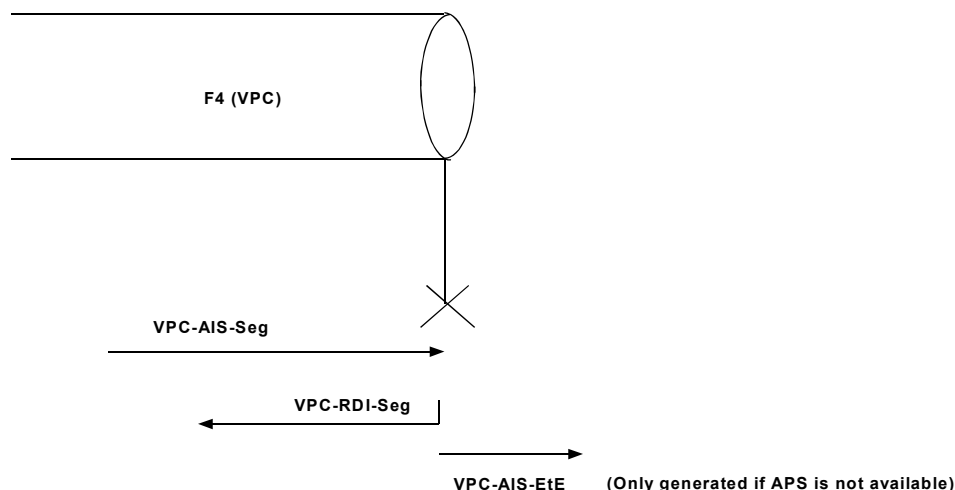 F4 (VPC)
VPC-AIS-Seg
VPC-RDI-Seg
VPC-AIS-EtE (Only generated if APS is not available)